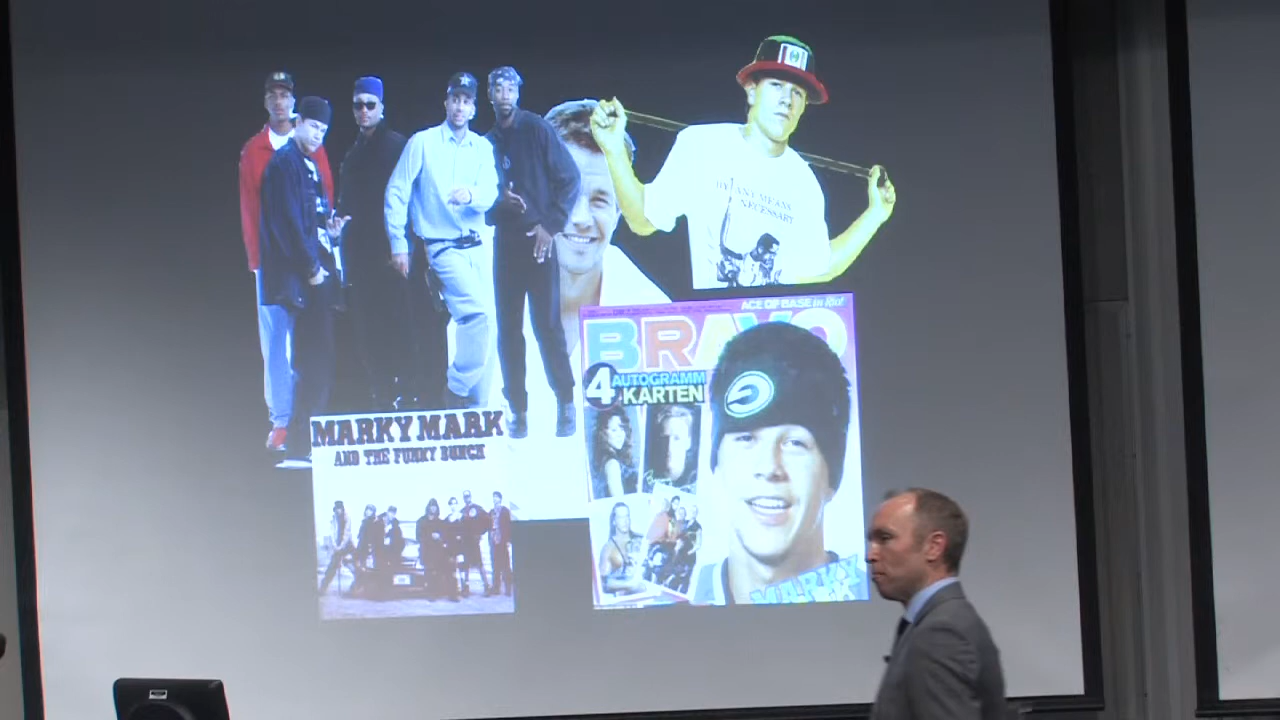 BY ANY MEANS
NECESSARY
ACE OF BASE in Rio!
BRAVO
4 AUTOGRAMM
KARTEN
MARKY MARK
AND THE FUNKY BUNCH
MARKY